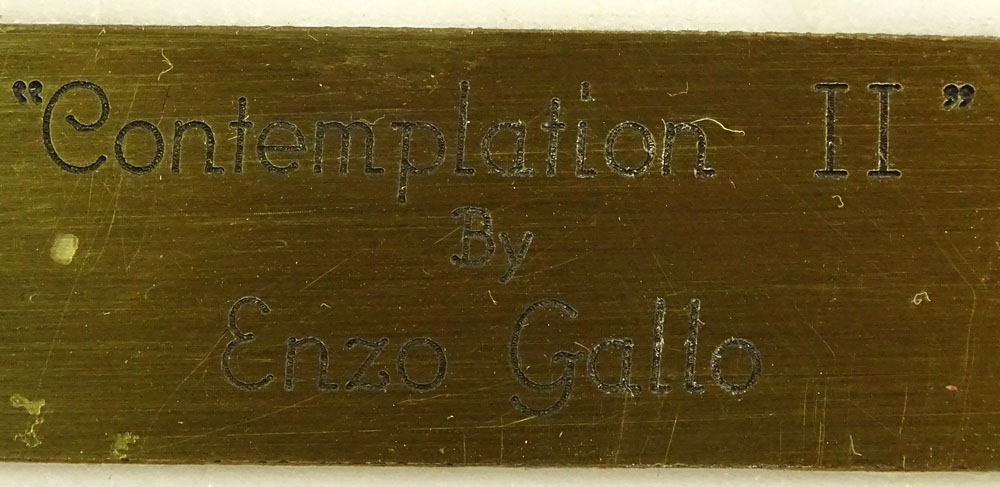 “Contemplation II”
By
Enzo Gallo